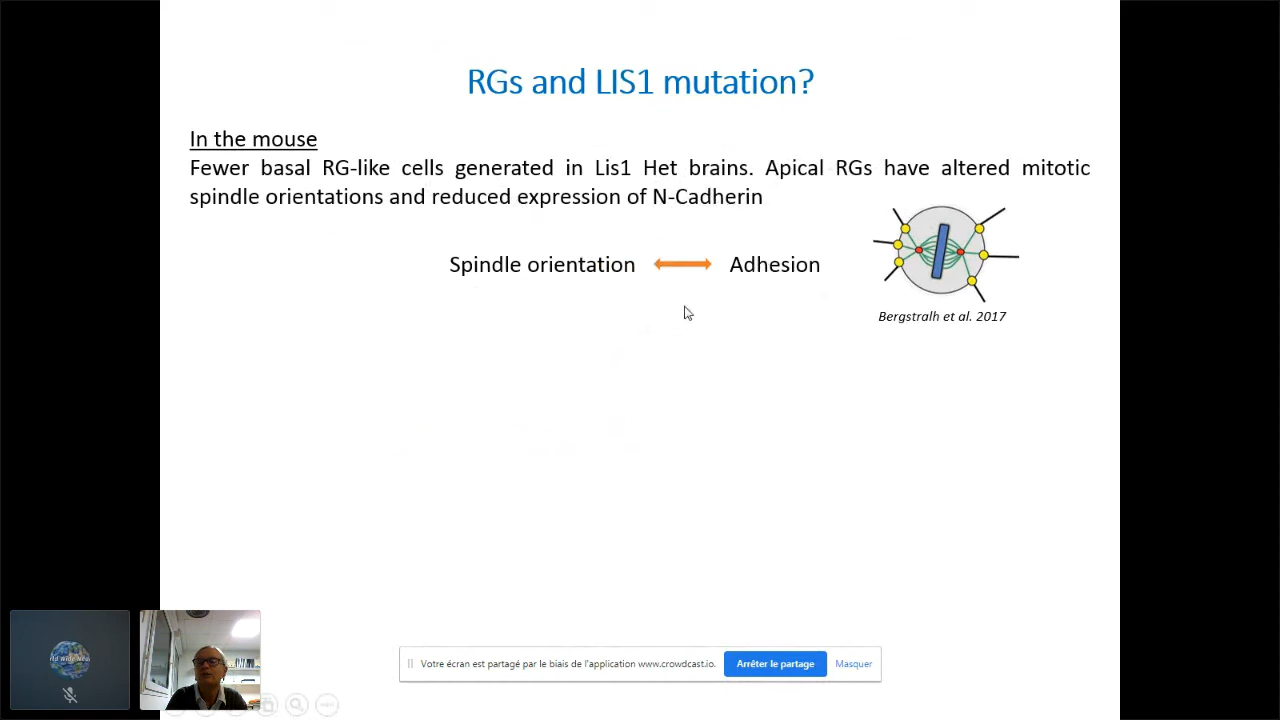 RGs and LIS1 mutation?
In the mouse
Fewer basal RG-like cells generated in Lis1 Het brains. Apical RGs have altered mitotic
spindle orientations and reduced expression of N-Cadherin
Spindle orientation
Adhesion
Bergstralh et al. 2017
Votre écran est partagé par le biais de l'application www.crowdcast.io.
Arrêter le partage
Masquer